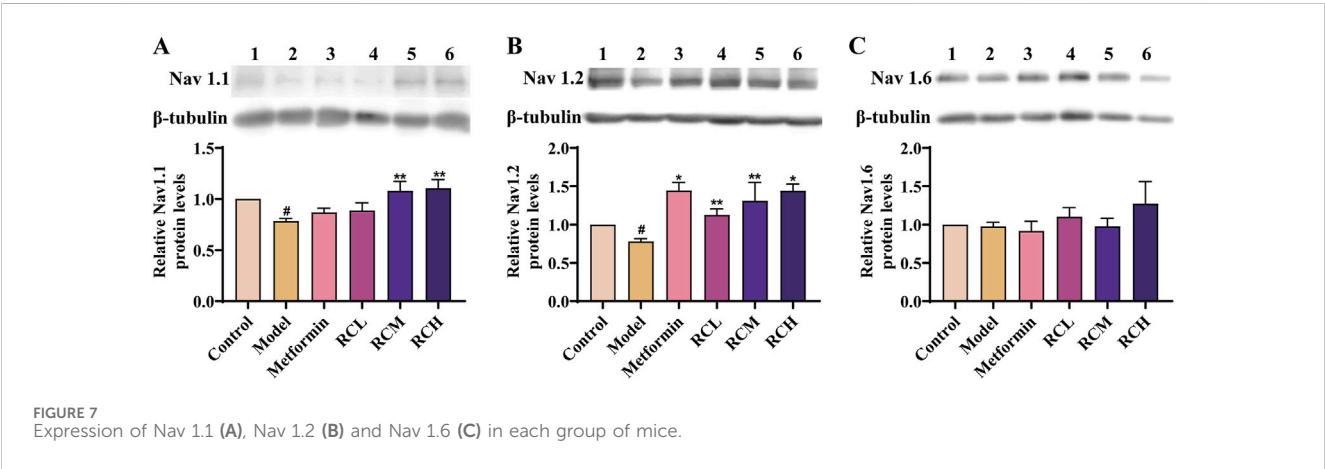 A
1 2 3 4 5 6
Nav 1.1
β-tubulin
Relative Nav1.1
protein levels
1.5
1.0
0.5
0.0
#
**
**
Control
Model
Metformin
RCL
RCM
RCH
B
1 2 3 4 5 6
Nav 1.2
β-tubulin
Relative Nav1.2
protein levels
2.0
1.5
1.0
0.5
0.0
#
*
**
**
*
Control
Model
Metformin
RCL
RCM
RCH
C
1 2 3 4 5 6
Nav 1.6
β-tubulin
Relative Nav1.6
protein levels
2.0
1.5
1.0
0.5
0.0
Control
Model
Metformin
RCL
RCM
RCH
FIGURE 7
Expression of Nav 1.1 (A), Nav 1.2 (B) and Nav 1.6 (C) in each group of mice.